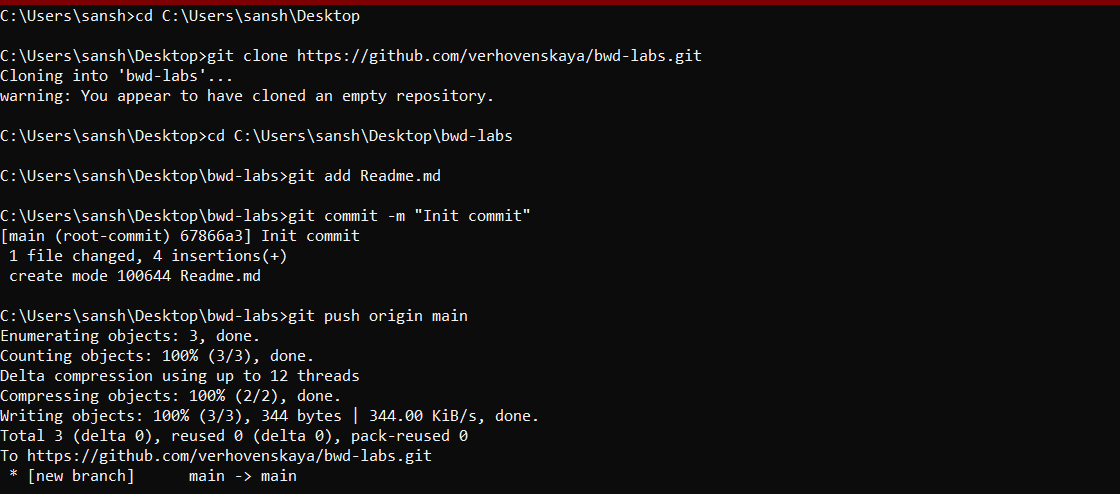 C:\Users\sansh>cd C:\Users\sansh\Desktop
C:\Users\sansh\Desktop>git clone https://github.com/verhovenskaya/bwd-labs.git
Cloning into 'bwd-labs'...
warning: You appear to have cloned an empty repository.
C:\Users\sansh\Desktop>cd C:\Users\sansh\Desktop\bwd-labs
C:\Users\sansh\Desktop\bwd-labs>git add Readme.md
C:\Users\sansh\Desktop\bwd-labs>git commit -m "Init commit"
[main (root-commit) 67866a3] Init commit
 1 file changed, 4 insertions(+)
 create mode 100644 Readme.md
C:\Users\sansh\Desktop\bwd-labs>git push origin main
Enumerating objects: 3, done.
Counting objects: 100% (3/3), done.
Delta compression using up to 12 threads
Compressing objects: 100% (2/2), done.
Writing objects: 100% (3/3), 344 bytes | 344.00 KiB/s, done.
Total 3 (delta 0), reused 0 (delta 0), pack-reused 0
To https://github.com/verhovenskaya/bwd-labs.git
 * [new branch]      main -> main